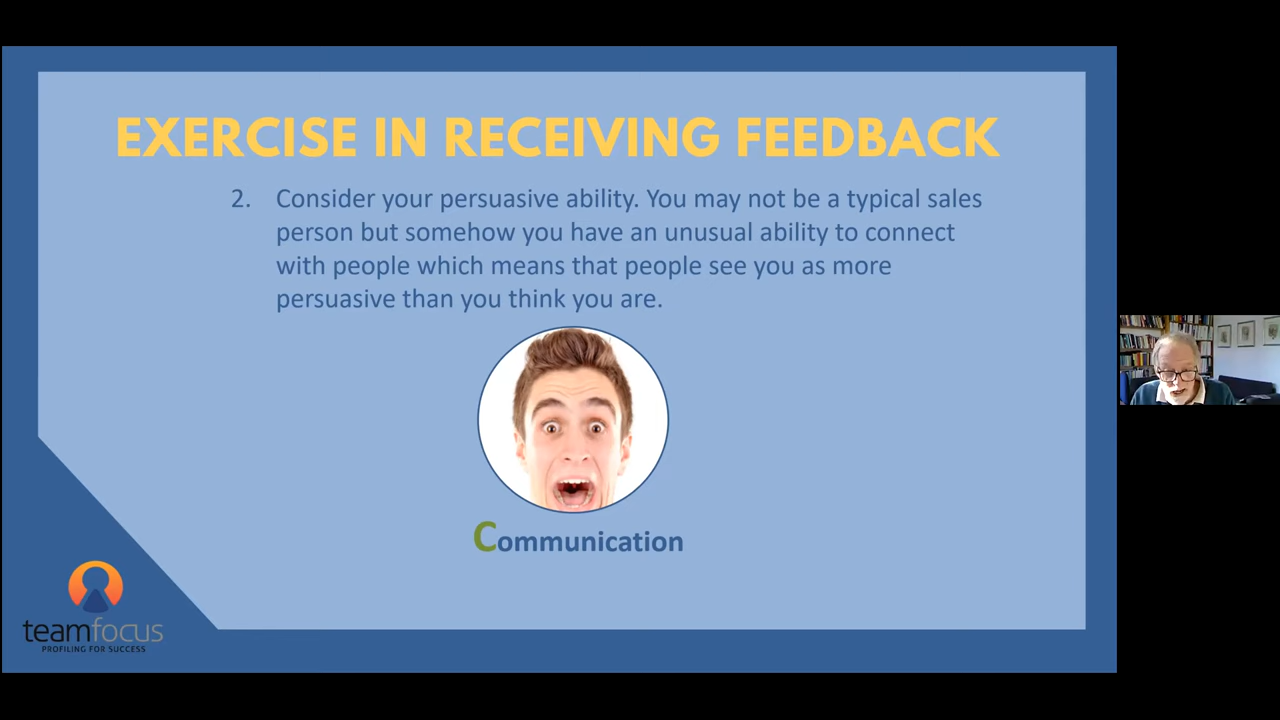 EXERCISE IN RECEIVING FEEDBACK
2. Consider your persuasive ability. You may not be a typical sales
person but somehow you have an unusual ability to connect
with people which means that people see you as more
persuasive than you think you are.
Communication
teamfocus
PROFILING FOR SUCCESS